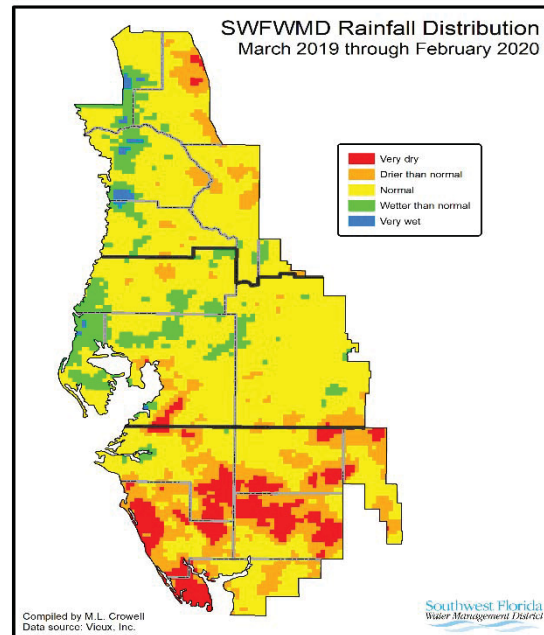 SWFWMD Rainfall Distribution
March 2019 through February 2020
Very dry
Drier than normal
Normal
Wetter than normal
Very wet
Compiled by M.L. Crowell
Data source: Vieux, Inc.
Southwest Florida
Water Management District